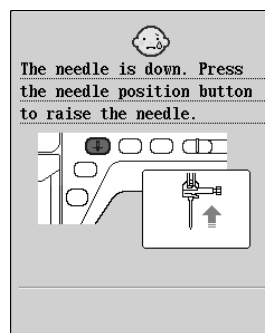 The needle is down. Press
the needle position button
to raise the needle.